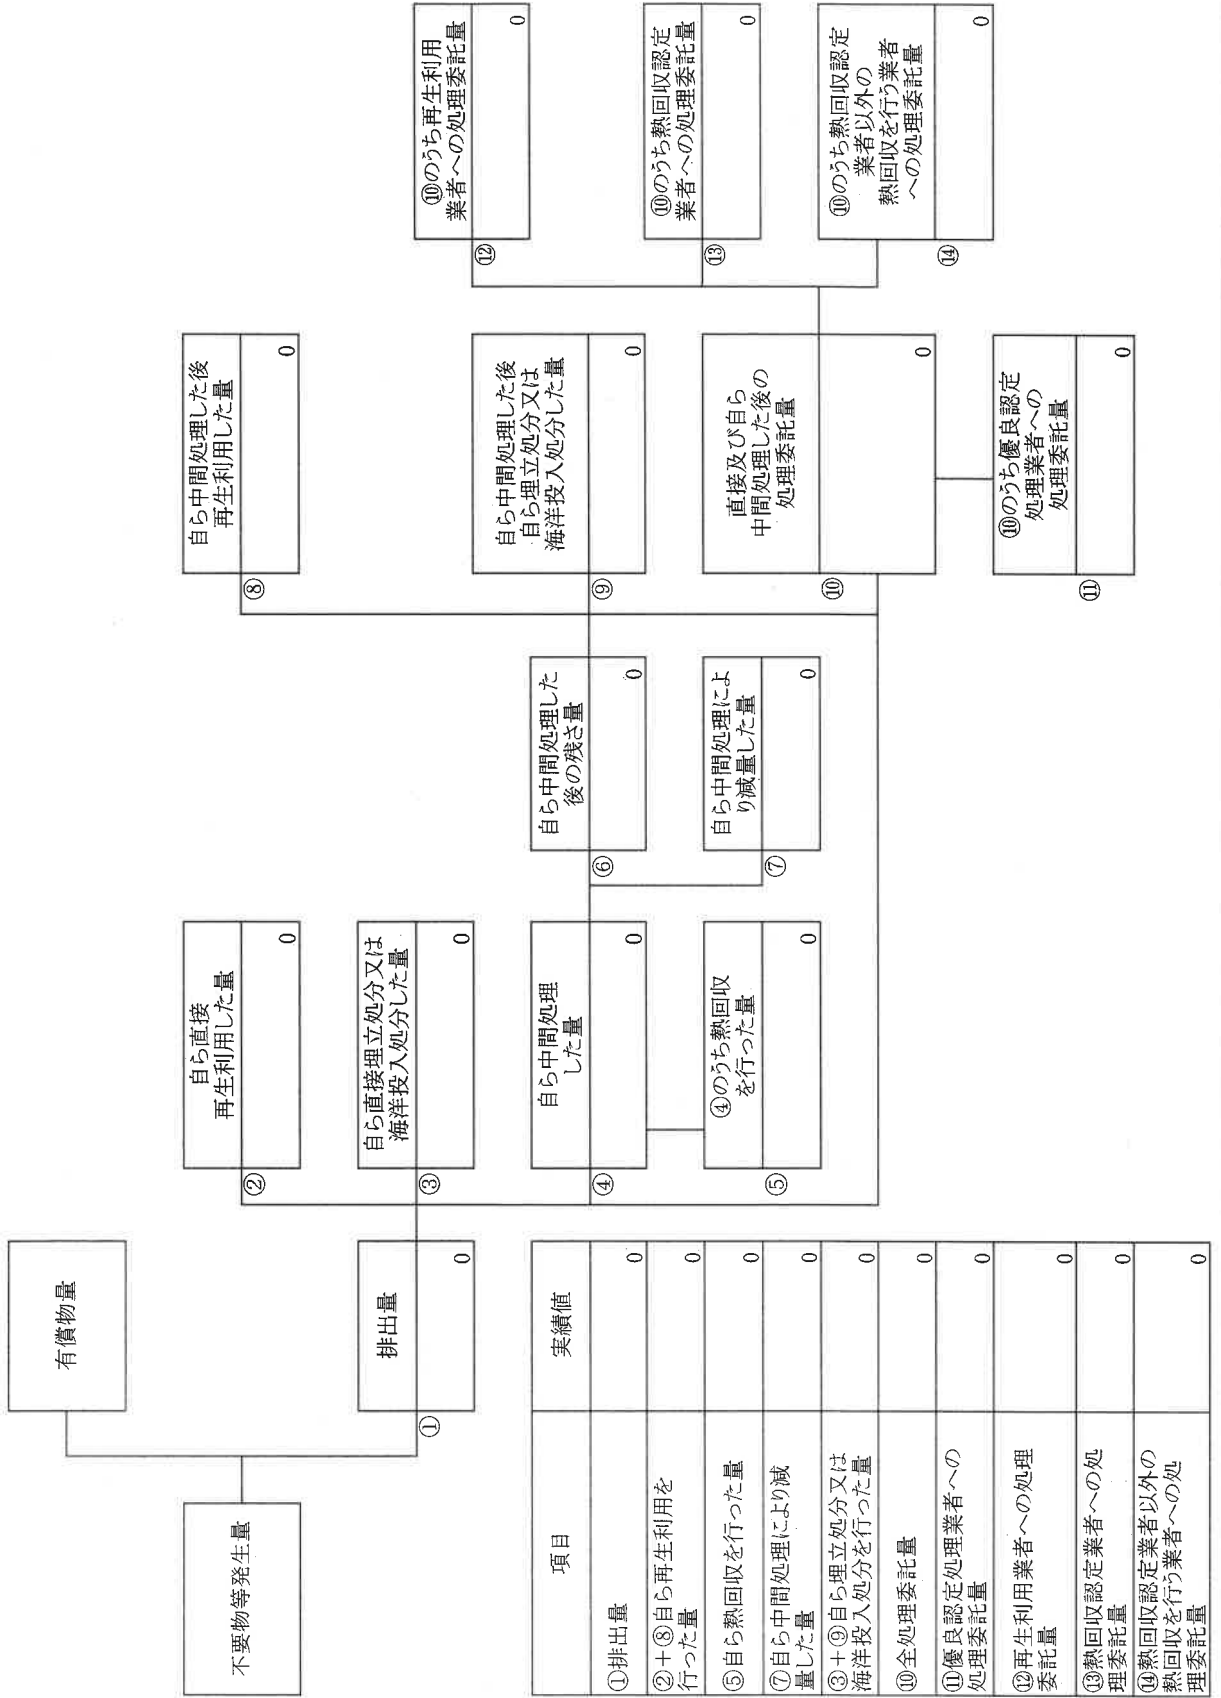 不要物等発生量
有償物量
①
排出量
0
②
自ら直接
再生利用した量
0
③
自ら直接埋立処分又は
海洋投入処分した量
0
④
自ら中間処理
した量
0
⑤
④のうち熱回収
を行った量
0
⑥
自ら中間処理した
後の残さ量
0
⑦
自ら中間処理によ
り減量した量
0
⑧
自ら中間処理した後
再生利用した量
0
⑨
自ら中間処理した後
自ら埋立処分又は
海洋投入処分した量
0
⑩
直接及び自ら
中間処理した後の
処理委託量
0
⑪
⑩のうち優良認定
処理業者への
処理委託量
0
⑫
⑩のうち再生利用
業者への処理委託量
0
⑬
⑩のうち熱回収認定
業者への処理委託量
0
⑭
⑩のうち熱回収認定
業者以外の
熱回収を行う業者
への処理委託量
0
項目 実績値
①排出量 0
②+⑧自ら再生利用を
行った量 0
⑤自ら熱回収を行った量 0
⑦自ら中間処理により減
量した量 0
③+⑨自ら埋立処分又は
海洋投入処分を行った量 0
⑩全処理委託量 0
⑪優良認定処理業者への
処理委託量 0
⑫再生利用業者への処理
委託量 0
⑬熱回収認定業者への処
理委託量 0
⑭熱回収認定業者以外の
熱回収を行う業者への処
理委託量 0